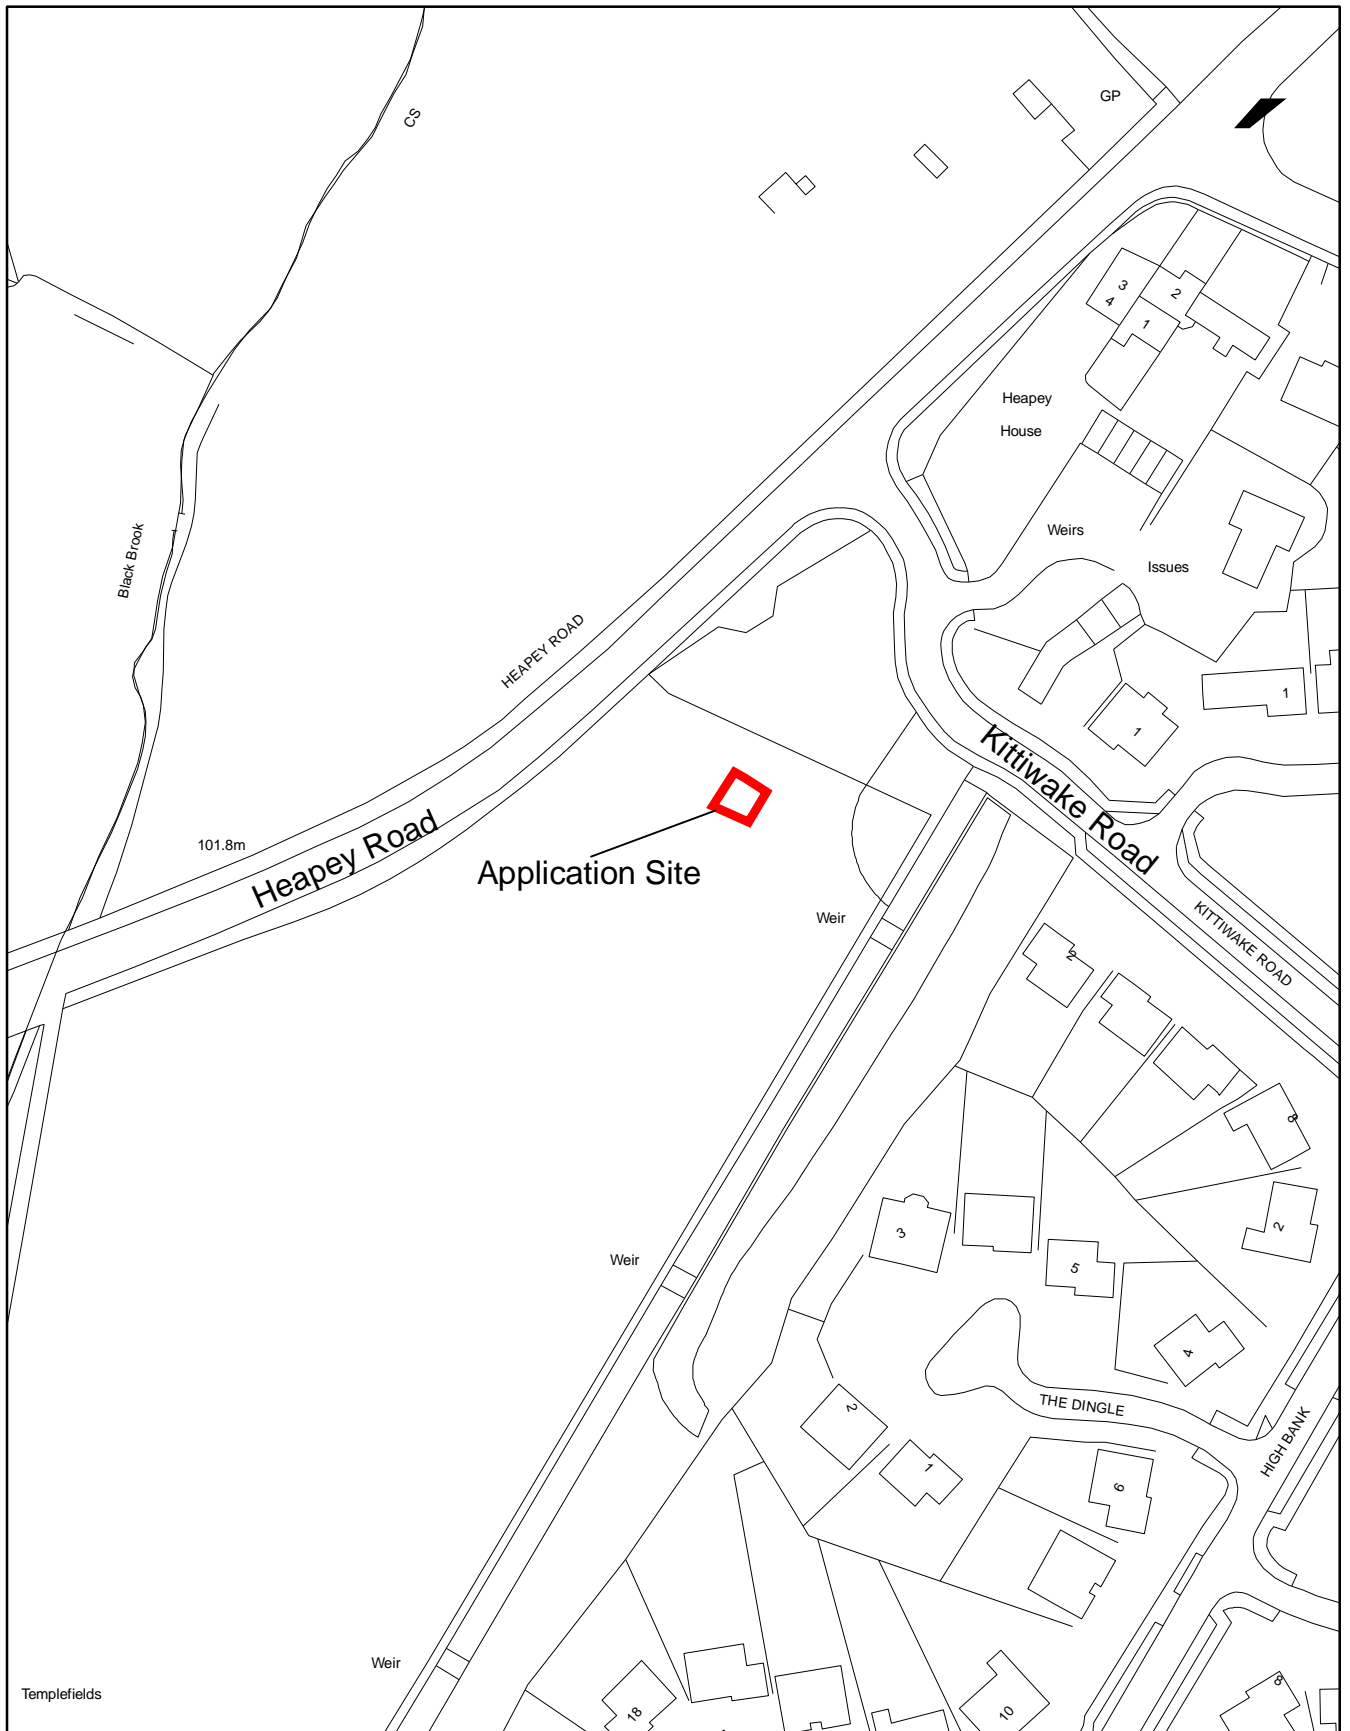 GP
CS
3
2
4
1
Heapey
House
Weirs
Black Brook
Issues
HEAPEY ROAD
1
1
Kittiwake Road
101.8m
Heapey Road
Application Site
Weir
KITTIWAKE ROAD
2
8
2
3
Weir
5
4
THE DINGLE
2
HIGH BANK
1
6
Weir
Templefields
18
10
8